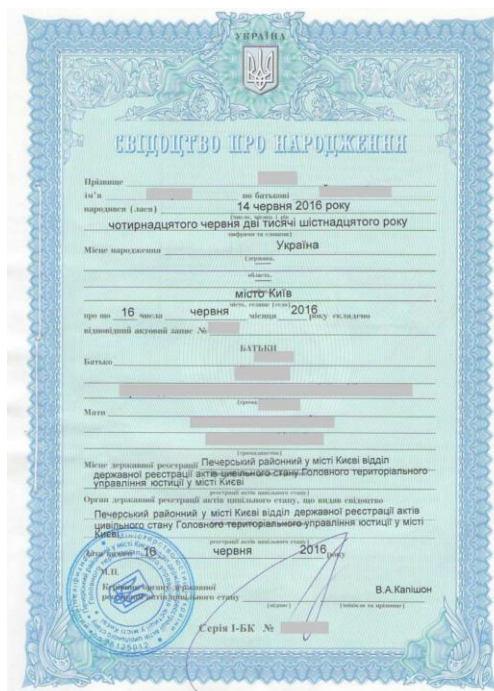 УКРАЇНА
СВІДОЦТВО ПРО НАРОДЖЕННЯ
Прізвище
ім'я по батькові
народився (лася) 14 червня 2016 року
(число, місяць і рік
чотирнадцятого червня дві тисячі шістнадцятого року
цифрами та словами)
Місце народження Україна
(держава,
область,
місто Київ
місто, селище (село)
про що 16 числа червня місяця 2016 року складено
відповідний актовий запис №
БАТЬКИ
Батько
Мати
(громадянство)
Місце державної реєстрації Печерський районний у місті Києві відділ
державної реєстрації актів цивільного стану Головного територіального
управління юстиції у місті Києві
реєстрації актів цивільного стану)
Орган державної реєстрації актів цивільного стану, що видав свідоцтво
Печерський районний у місті Києві відділ державної реєстрації актів
цивільного стану Головного територіального управління юстиції у місті
Києві
реєстрації актів цивільного стану)
Дата видачі 16 червня 2016 року
М.П.
Керівник органу державної
реєстрації актів цивільного стану В.А.Капішон
(підпис) (ініціали та прізвище)
Серія І-БК №